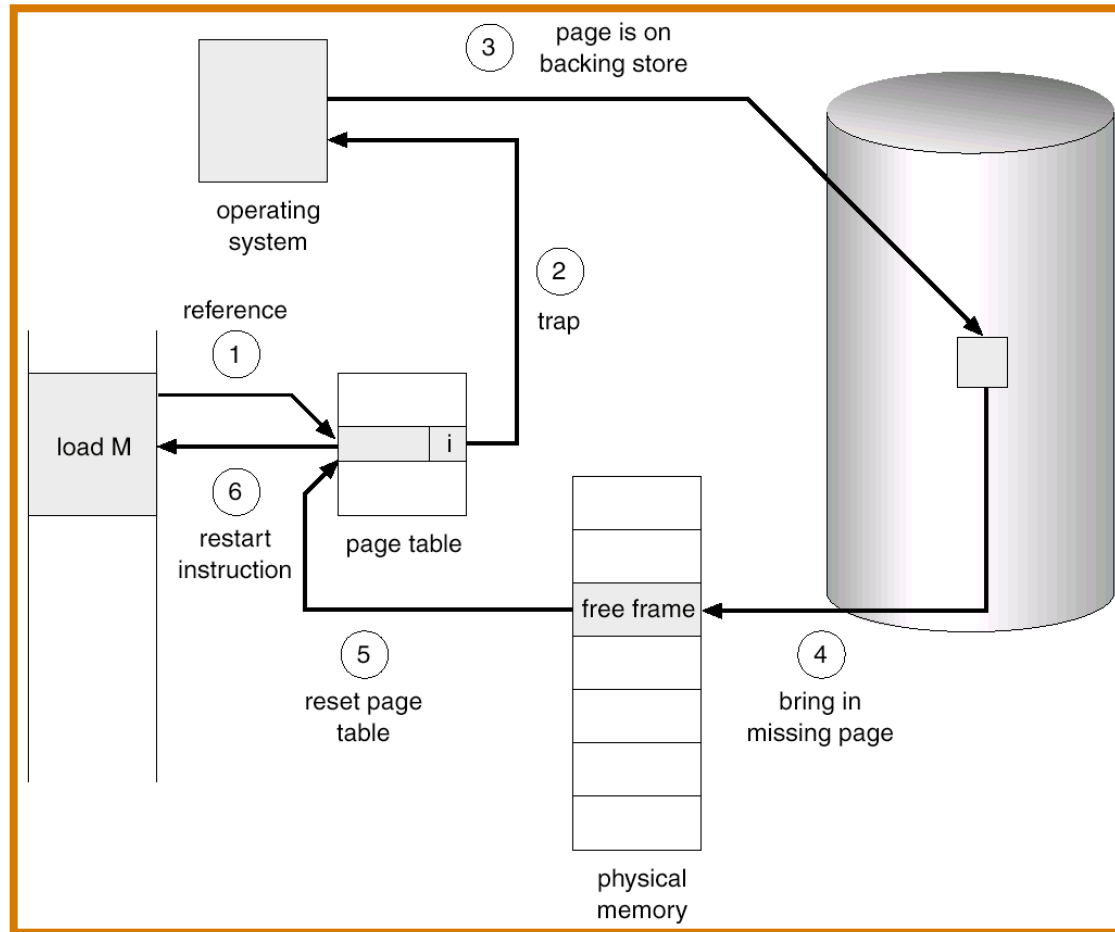 3
page is on
backing store
operating
system
2
trap
reference
1
load M
i
6
restart
instruction
page table
free frame
5
reset page
table
4
bring in
missing page
physical
memory